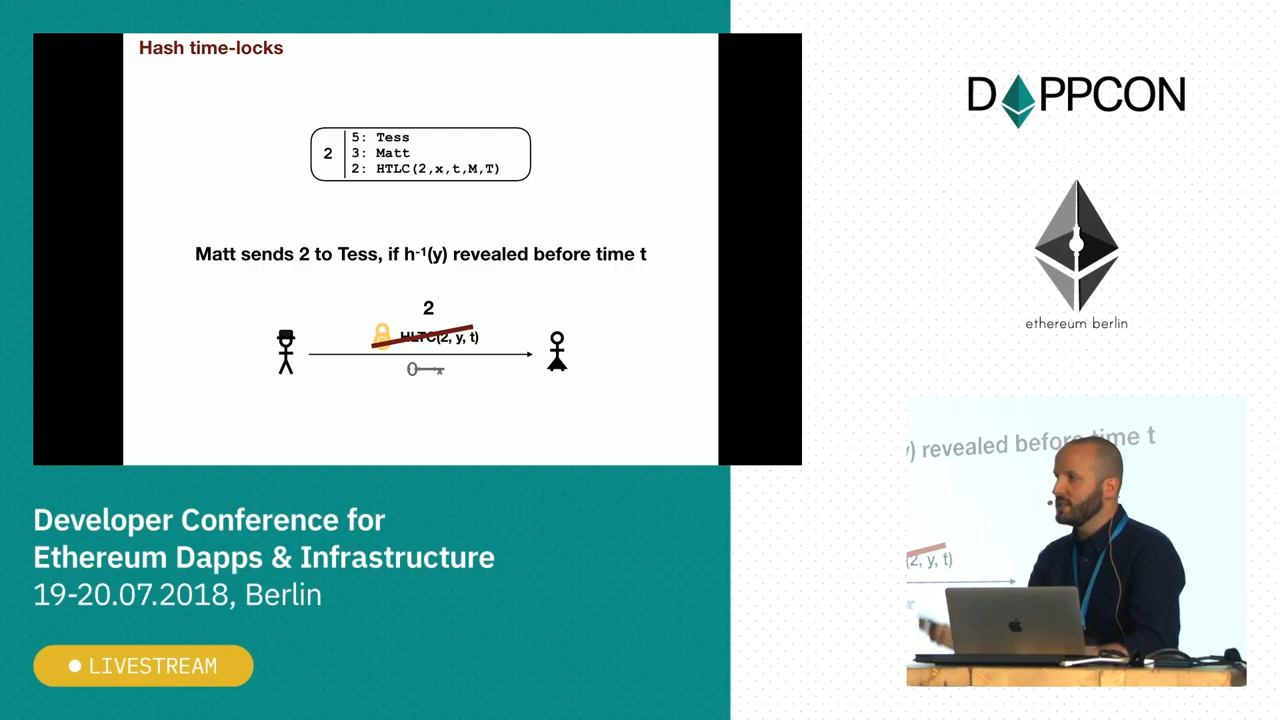 Hash time-locks
2
5: Tess
3: Matt
2: HTLC(2,x,t,M,T)
Matt sends 2 to Tess, if h-1(y) revealed before time t
2
HLTC(2, y, t)
DAPPCON
ethereum berlin
y) revealed before time t
(2, y, t)
Developer Conference for
Ethereum Dapps & Infrastructure
19-20.07.2018, Berlin
LIVESTREAM